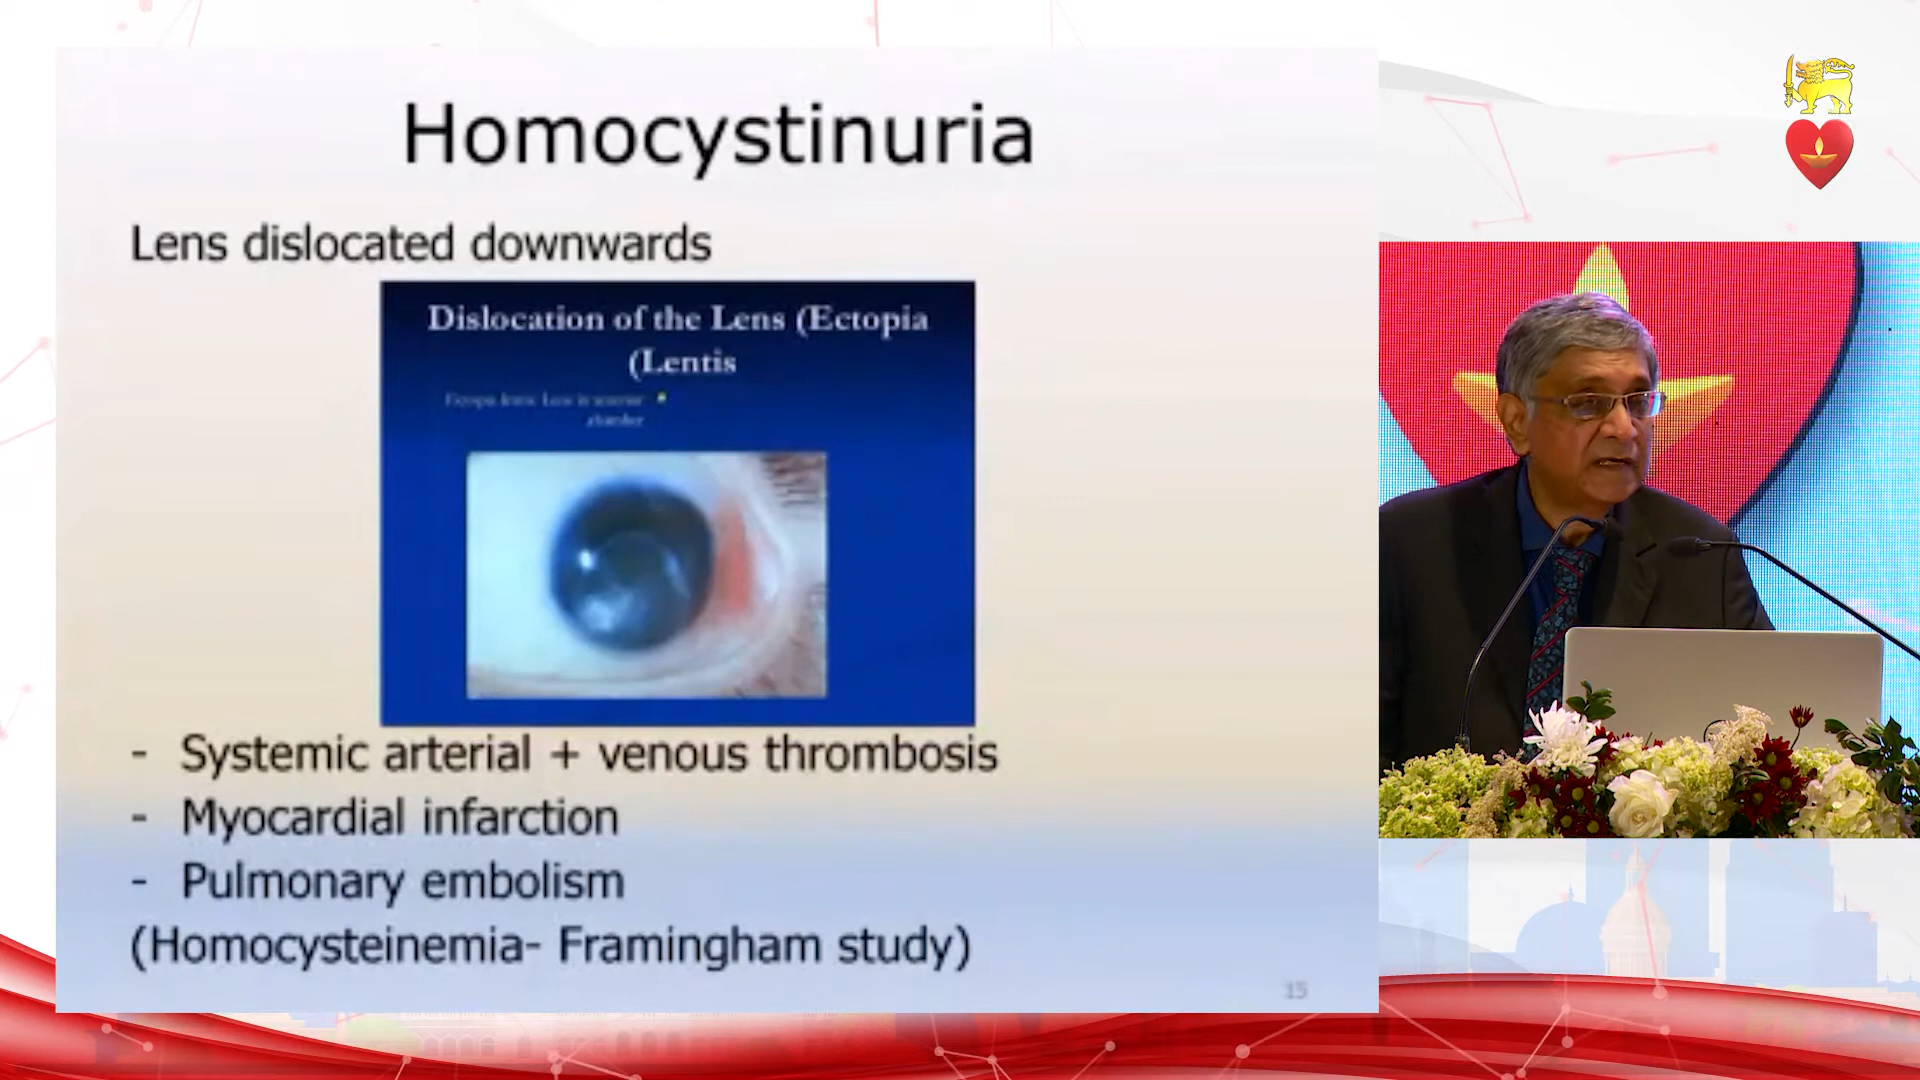 Homocystinuria
Lens dislocated downwards
Dislocation of the Lens (Ectopia
(Lentis
- Systemic arterial + venous thrombosis
- Myocardial infarction
- Pulmonary embolism
(Homocysteinemia- Framingham study)
15